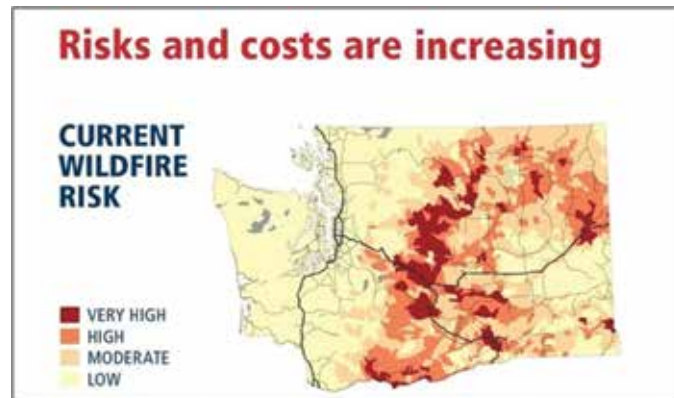 Risks and costs are increasing
CURRENT
WILDFIRE
RISK
VERY HIGH
HIGH
MODERATE
LOW